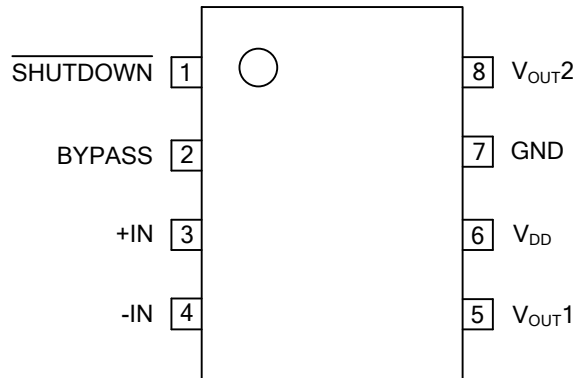 SHUTDOWN 1 8 VOUT2
BYPASS 2 7 GND
+IN 3 6 VDD
-IN 4 5 VOUT1